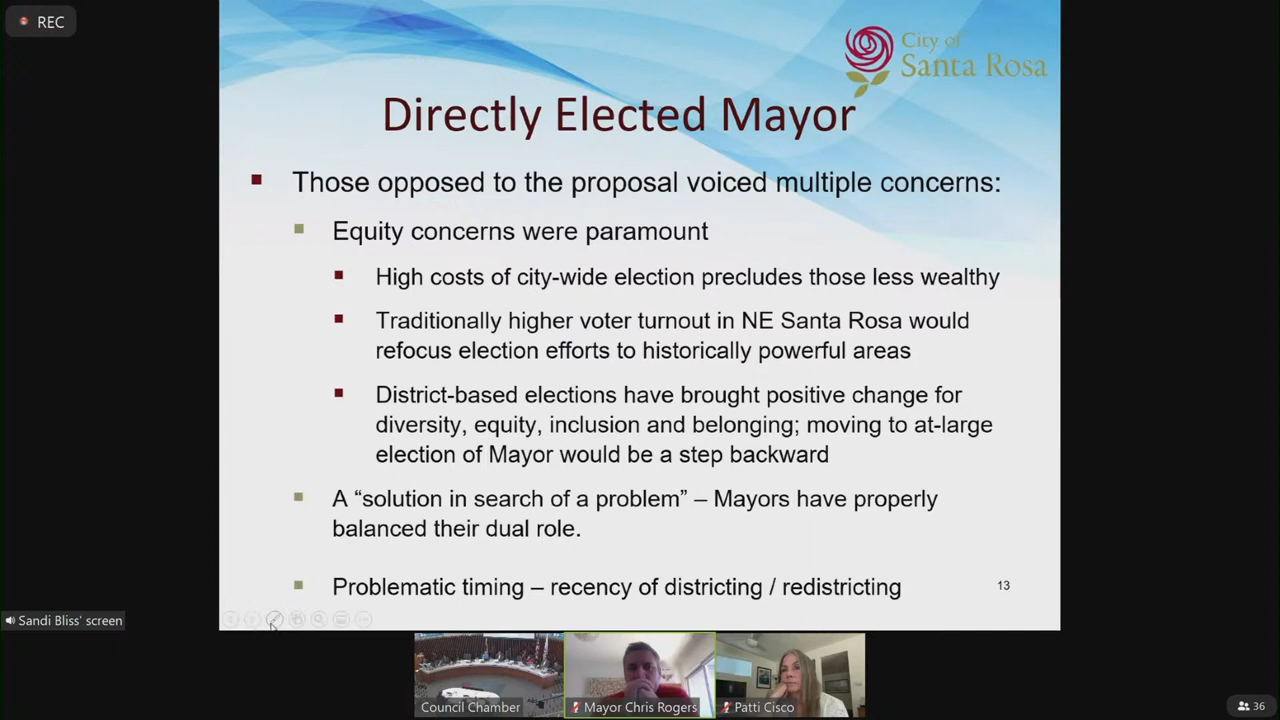 REC
City of
Santa Rosa
Directly Elected Mayor
Those opposed to the proposal voiced multiple concerns:
Equity concerns were paramount
High costs of city-wide election precludes those less wealthy
Traditionally higher voter turnout in NE Santa Rosa would
refocus election efforts to historically powerful areas
District-based elections have brought positive change for
diversity, equity, inclusion and belonging; moving to at-large
election of Mayor would be a step backward
A “solution in search of a problem” – Mayors have properly
balanced their dual role.
Problematic timing – recency of districting / redistricting
13
Sandi Bliss' screen
Council Chamber
Mayor Chris Rogers
Patti Cisco
36